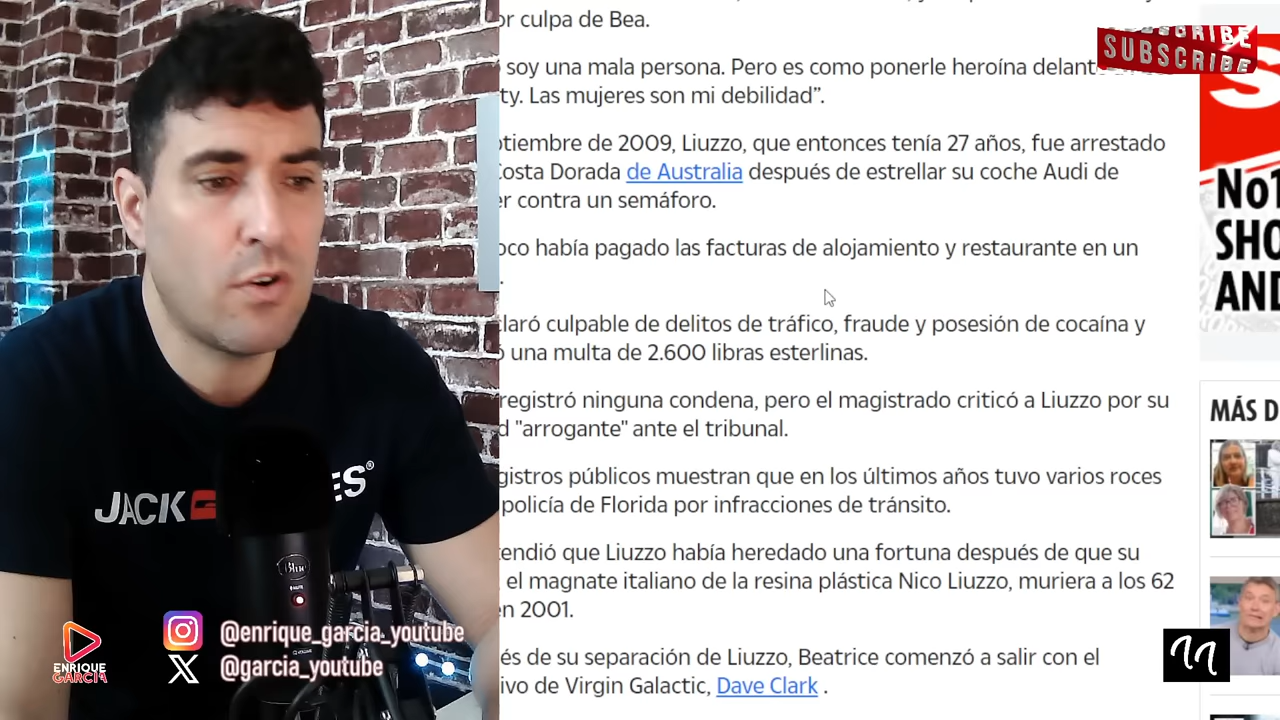 or culpa de Bea.
soy una mala persona. Pero es como ponerle heroína
ty. Las mujeres son mi debilidad”.
ptiembre de 2009, Liuzzo, que entonces tenía 27 años, fue arrestado
Costa Dorada de Australia después de estrellar su coche Audi de
er contra un semáforo.
oco había pagado las facturas de alojamiento y restaurante en un
claró culpable de delitos de tráfico, fraude y posesión de cocaína y
una multa de 2.600 libras esterlinas.
registró ninguna condena, pero el magistrado criticó a Liuzzo por su
d "arrogante" ante el tribunal.
gistros públicos muestran que en los últimos años tuvo varios roces
policía de Florida por infracciones de tránsito.
tendió que Liuzzo había heredado una fortuna después de que su
, el magnate italiano de la resina plástica Nico Liuzzo, muriera a los 62
en 2001.
és de su separación de Liuzzo, Beatrice comenzó a salir con el
ivo de Virgin Galactic, Dave Clark .
SUBSCRIBE
SUBSCRIBE
S
No1
SHO
AND
MÁS D
JACK
ES®
Blue
ENRIQUE
GARCIA
@enrique_garcia_youtube
@garcia_youtube